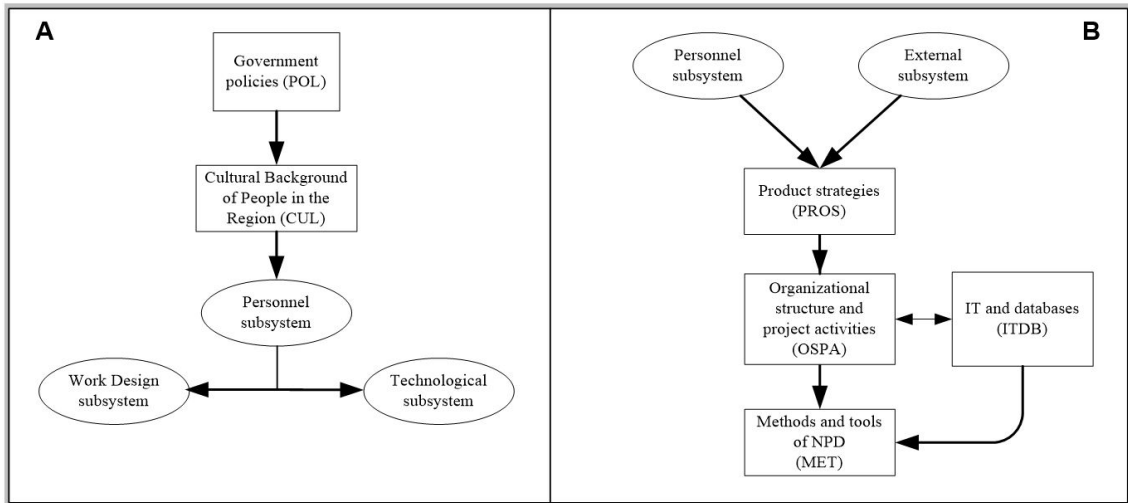 A
Government
policies (POL)
Cultural Background
of People in the
Region (CUL)
Personnel
subsystem
Work Design
subsystem
Technological
subsystem
B
Personnel
subsystem
External
subsystem
Product strategies
(PROS)
Organizational
structure and
project activities
(OSPA)
IT and databases
(ITDB)
Methods and tools
of NPD
(MET)